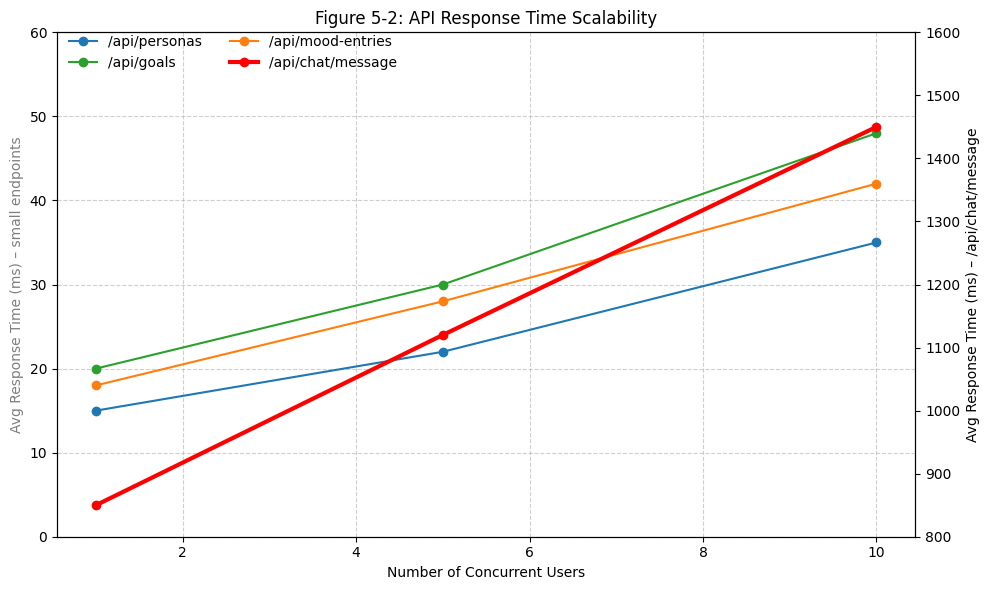 Figure 5-2: API Response Time Scalability
/api/personas
/api/goals
/api/mood-entries
/api/chat/message
Avg Response Time (ms) – small endpoints
60
50
40
30
20
10
0
1600
1500
1400
1300
1200
1100
1000
900
800
Avg Response Time (ms) – /api/chat/message
2 4 6 8 10
Number of Concurrent Users